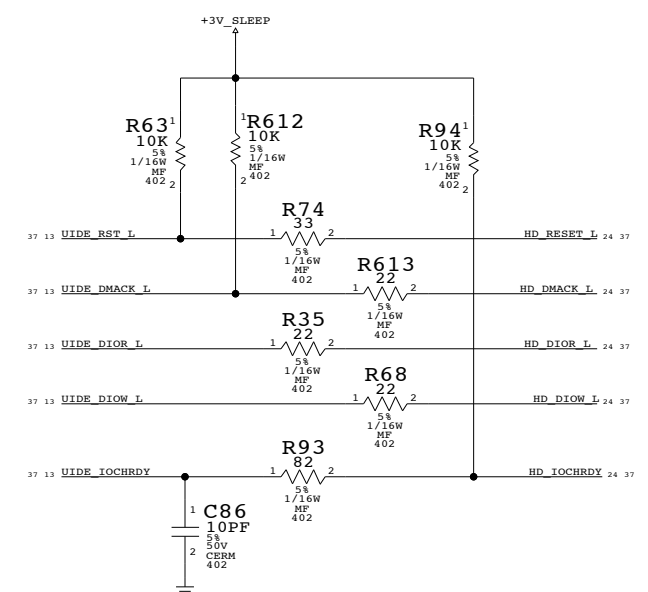 +3V_SLEEP
R63 1
10K
5%
1/16W
MF
402
2
1 R612
10K
5%
1/16W
MF
402
2
R94 1
10K
5%
1/16W
MF
402
2
37 13 UIDE_RST_L
R74
1 33 2
5%
1/16W
MF
402
HD_RESET_L 24 37
37 13 UIDE_DMACK_L
R613
1 22 2
5%
1/16W
MF
402
HD_DMACK_L 24 37
37 13 UIDE_DIOR_L
R35
1 22 2
5%
1/16W
MF
402
HD_DIOR_L 24 37
37 13 UIDE_DIOW_L
R68
1 22 2
5%
1/16W
MF
402
HD_DIOW_L 24 37
37 13 UIDE_IOCHRDY
R93
1 82 2
5%
1/16W
MF
402
HD_IOCHRDY 24 37
1 C86
10PF
5%
50V
2 CERM
402